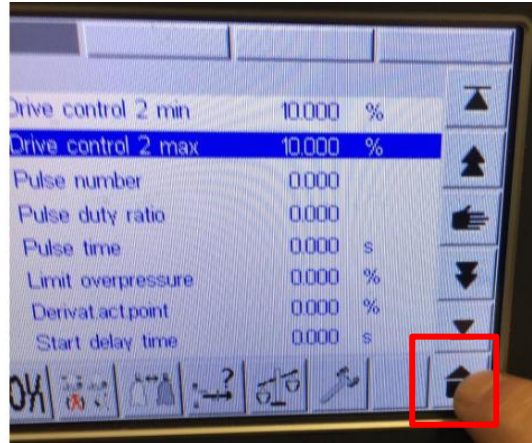 Drive control 2 min 10.000 %
Drive control 2 max 10.000 %
Pulse number 0.000
Pulse duty ratio 0.000
Pulse time 0.000 s
Limit overpressure 0.000 %
Derivat.act.point 0.000 %
Start delay time 0.000 s
OK ?